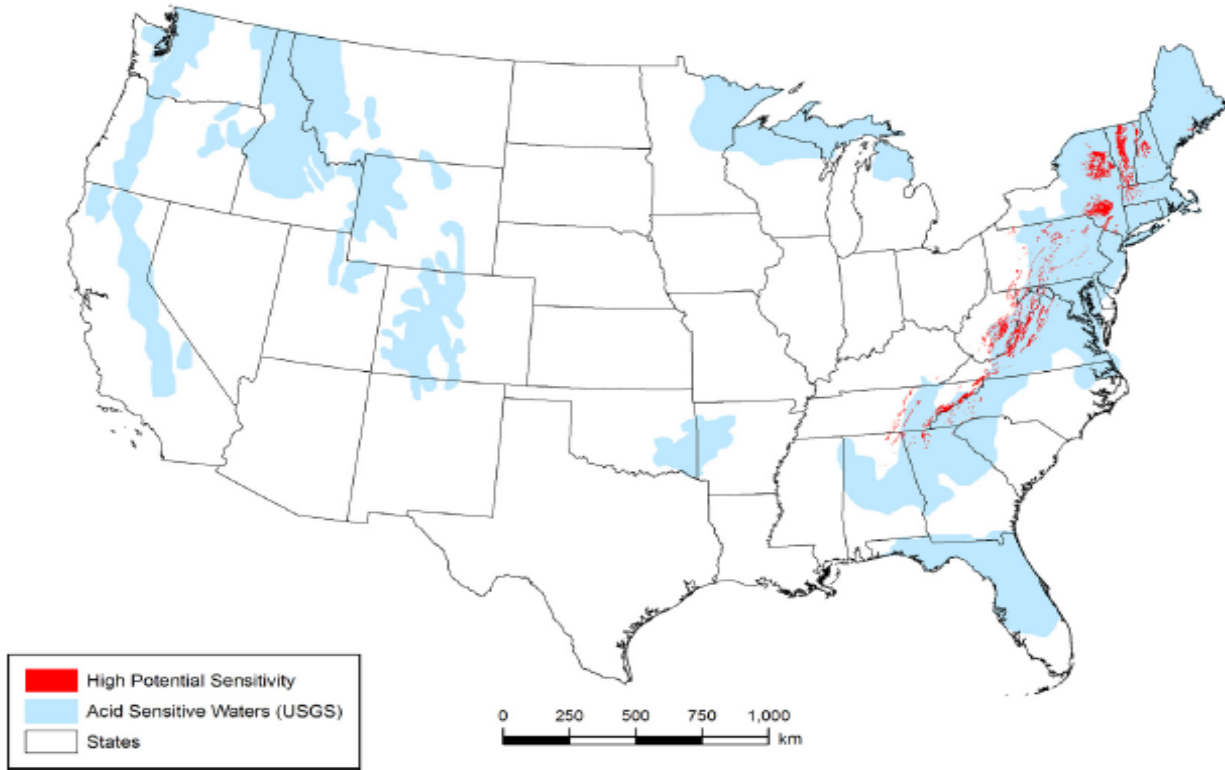 High Potential Sensitivity
Acid Sensitive Waters (USGS)
States
0 250 500 750 1,000
km